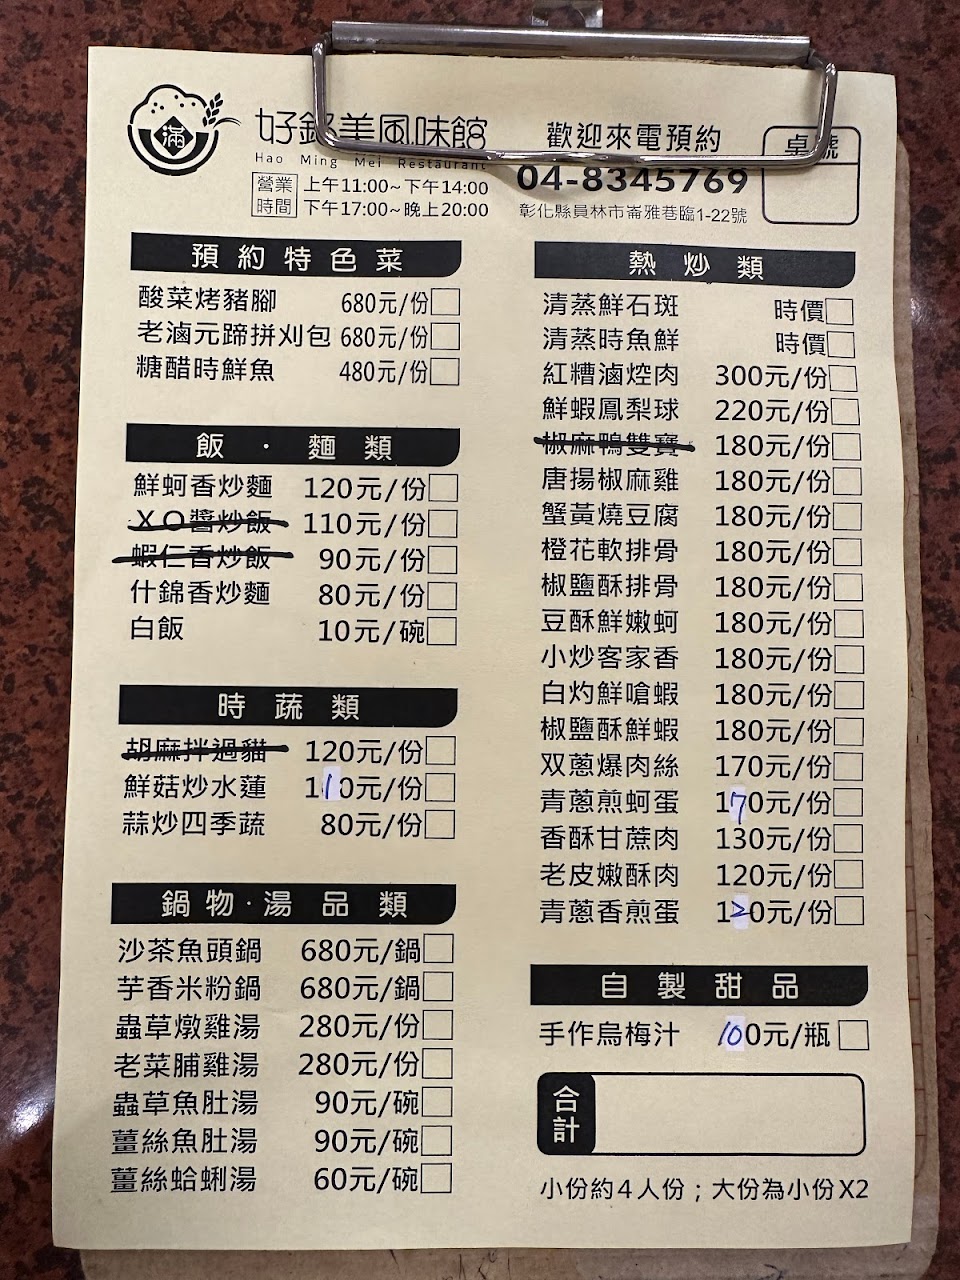 滿
好銘美風味館
Hao Ming Mei Restaurant
營業時間
上午11:00~下午14:00
下午17:00~晚上20:00
歡迎來電預約
04-8345769
彰化縣員林市崙雅巷臨1-22號
桌號
預約特色菜
酸菜烤豬腳 680元/份
老滷元蹄拼刈包 680元/份
糖醋時鮮魚 480元/份
飯·麵類
鮮蚵香炒麵 120元/份
XO醬炒飯 110元/份
蝦仁香炒飯 90元/份
什錦香炒麵 80元/份
白飯 10元/碗
時蔬類
胡麻拌過貓 120元/份
鮮菇炒水蓮 110元/份
蒜炒四季蔬 80元/份
鍋物·湯品類
沙茶魚頭鍋 680元/鍋
芋香米粉鍋 680元/鍋
蟲草燉雞湯 280元/份
老菜脯雞湯 280元/份
蟲草魚肚湯 90元/碗
薑絲魚肚湯 90元/碗
薑絲蛤蜊湯 60元/碗
熱炒類
清蒸鮮石斑 時價
清蒸時魚鮮 時價
紅糟滷焢肉 300元/份
鮮蝦鳳梨球 220元/份
椒麻鴨雙寶 180元/份
唐揚椒麻雞 180元/份
蟹黃燒豆腐 180元/份
橙花軟排骨 180元/份
椒鹽酥排骨 180元/份
豆酥鮮嫩蚵 180元/份
小炒客家香 180元/份
白灼鮮嗆蝦 180元/份
椒鹽酥鮮蝦 180元/份
双蔥爆肉絲 170元/份
青蔥煎蚵蛋 170元/份
香酥甘蔗肉 130元/份
老皮嫩酥肉 120元/份
青蔥香煎蛋 120元/份
自製甜品
手作烏梅汁 100元/瓶
合計
小份約4人份；大份為小份X2